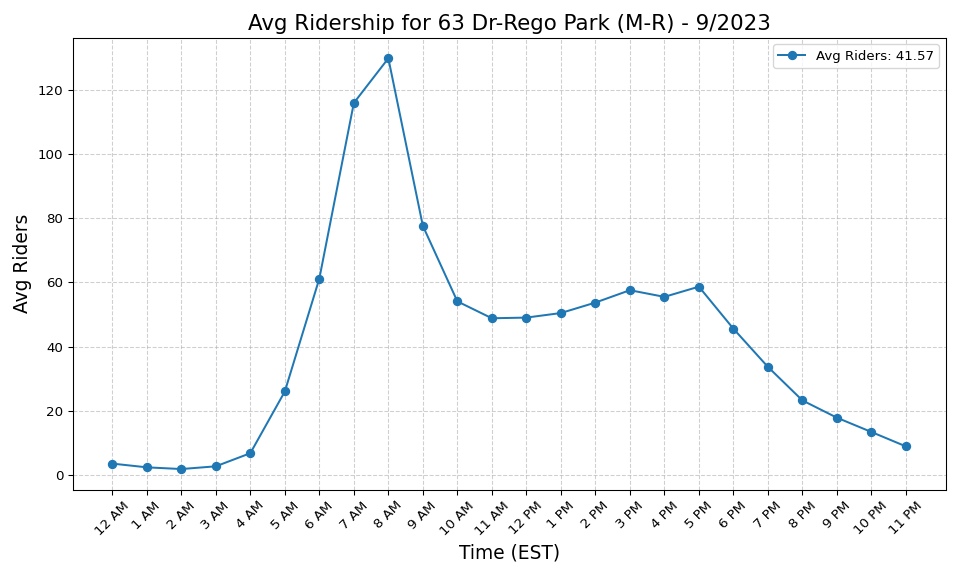 Avg Ridership for 63 Dr-Rego Park (M-R) - 9/2023
Avg Riders: 41.57
Avg Riders
120
100
80
60
40
20
0
12 AM 1 AM 2 AM 3 AM 4 AM 5 AM 6 AM 7 AM 8 AM 9 AM 10 AM 11 AM 12 PM 1 PM 2 PM 3 PM 4 PM 5 PM 6 PM 7 PM 8 PM 9 PM 10 PM 11 PM
Time (EST)